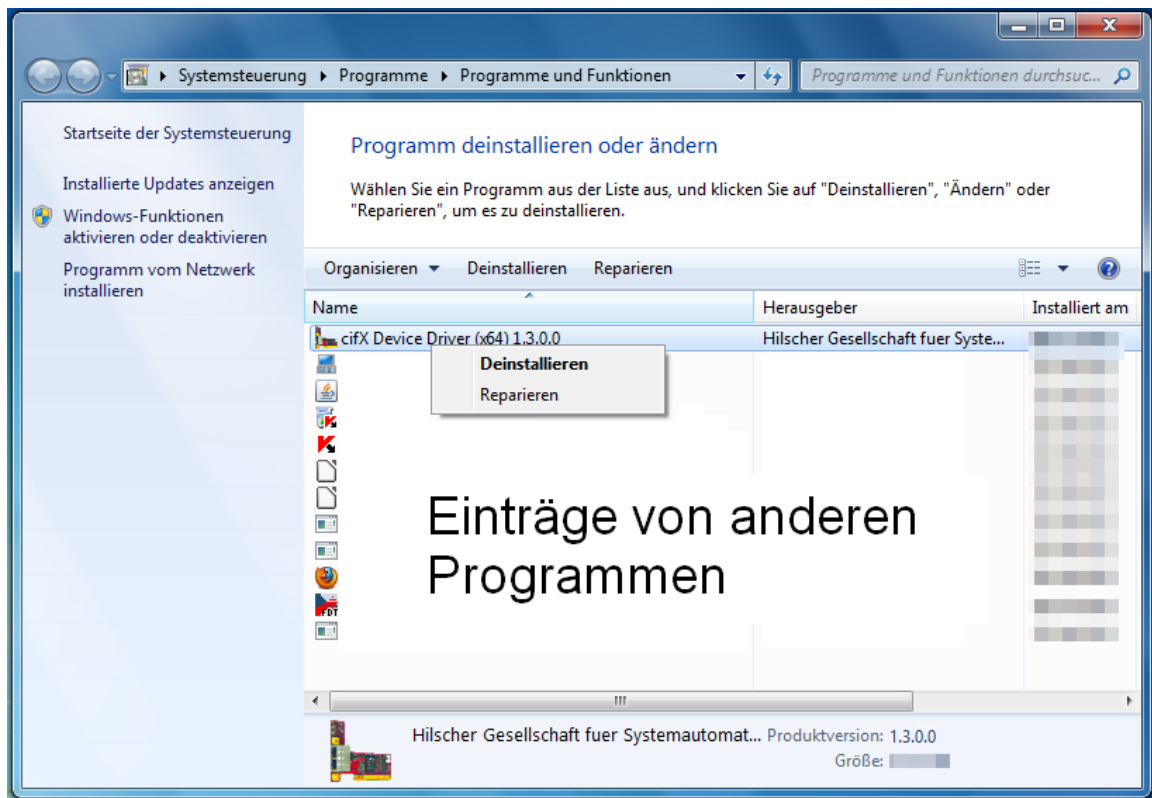 Systemsteuerung ▸ Programme ▸ Programme und Funktionen
Programme und Funktionen durchsuc...
Startseite der Systemsteuerung
Installierte Updates anzeigen
Windows-Funktionen
aktivieren oder deaktivieren
Programm vom Netzwerk
installieren
Programm deinstallieren oder ändern
Wählen Sie ein Programm aus der Liste aus, und klicken Sie auf "Deinstallieren", "Ändern" oder
"Reparieren", um es zu deinstallieren.
Organisieren Deinstallieren Reparieren
Name Herausgeber Installiert am
cifX Device Driver (x64) 1.3.0.0 Hilscher Gesellschaft fuer Syste...
Deinstallieren
Reparieren
Einträge von anderen
Programmen
FDT
Hilscher Gesellschaft fuer Systemautomat... Produktversion: 1.3.0.0
Größe: